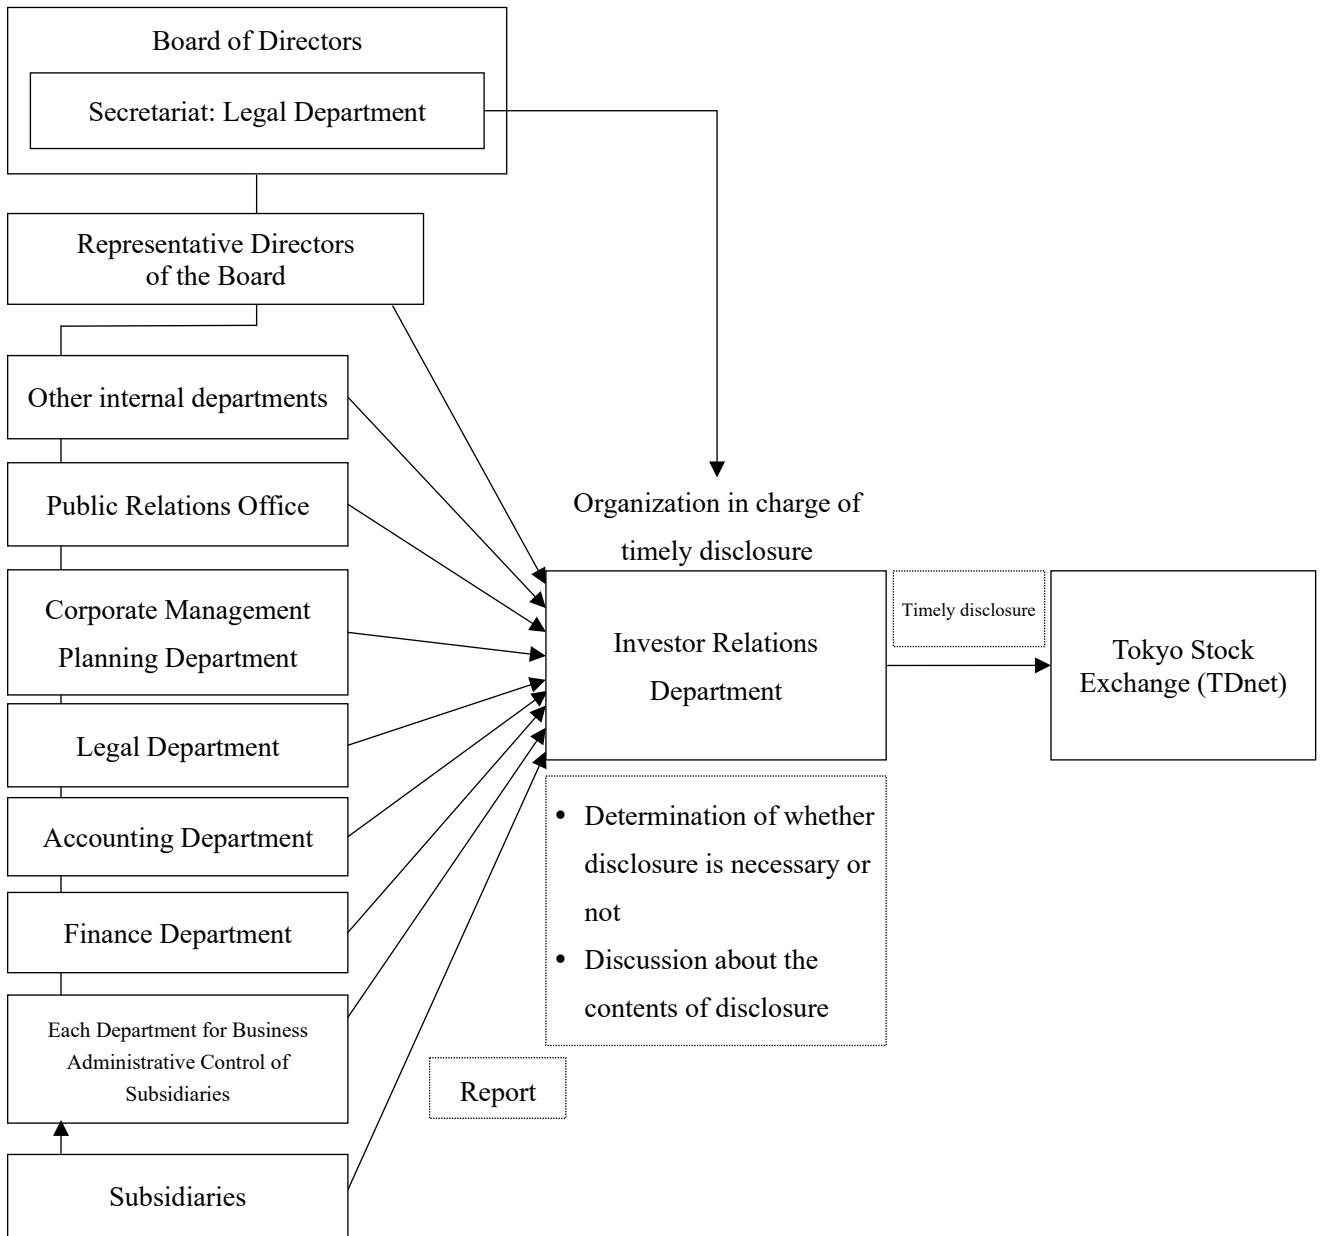 Board of Directors
Secretariat: Legal Department
Representative Directors
of the Board
Other internal departments
Public Relations Office
Corporate Management
Planning Department
Legal Department
Accounting Department
Finance Department
Each Department for Business
Administrative Control of
Subsidiaries
Subsidiaries
Organization in charge of
timely disclosure
Investor Relations
Department
• Determination of whether
disclosure is necessary or
not
• Discussion about the
contents of disclosure
Report
Timely disclosure
Tokyo Stock
Exchange (TDnet)